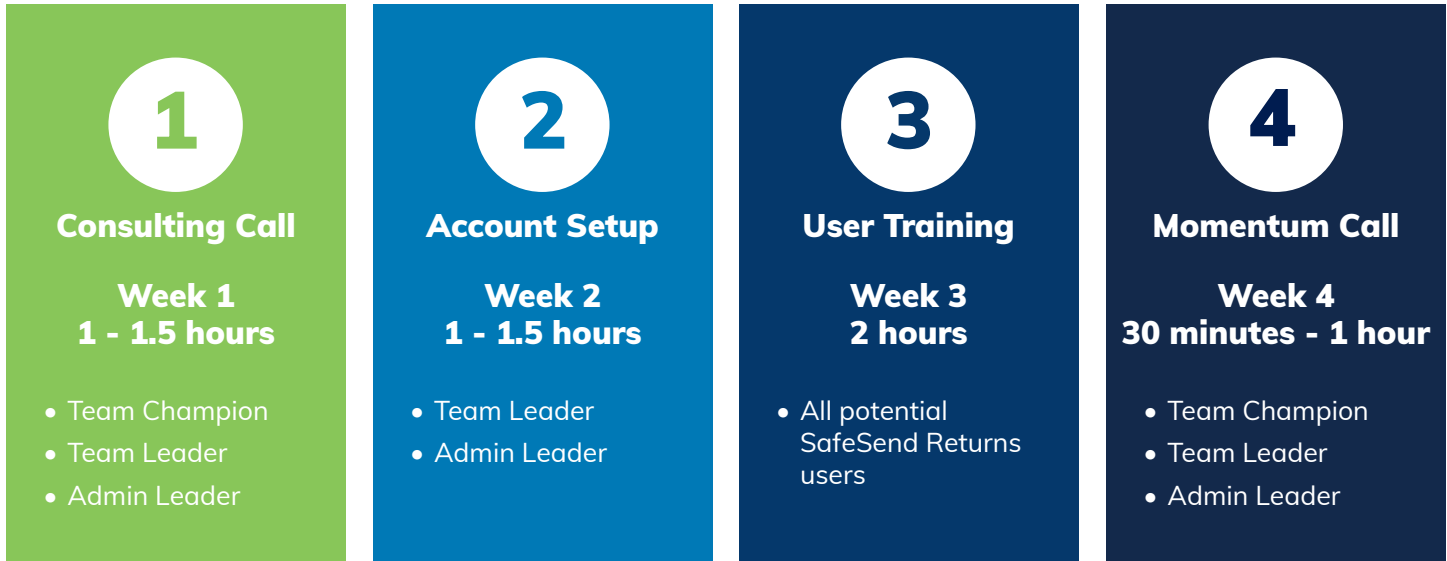 1
Consulting Call
Week 1
1 - 1.5 hours
• Team Champion
• Team Leader
• Admin Leader
2
Account Setup
Week 2
1 - 1.5 hours
• Team Leader
• Admin Leader
3
User Training
Week 3
2 hours
• All potential
SafeSend Returns
users
4
Momentum Call
Week 4
30 minutes - 1 hour
• Team Champion
• Team Leader
• Admin Leader